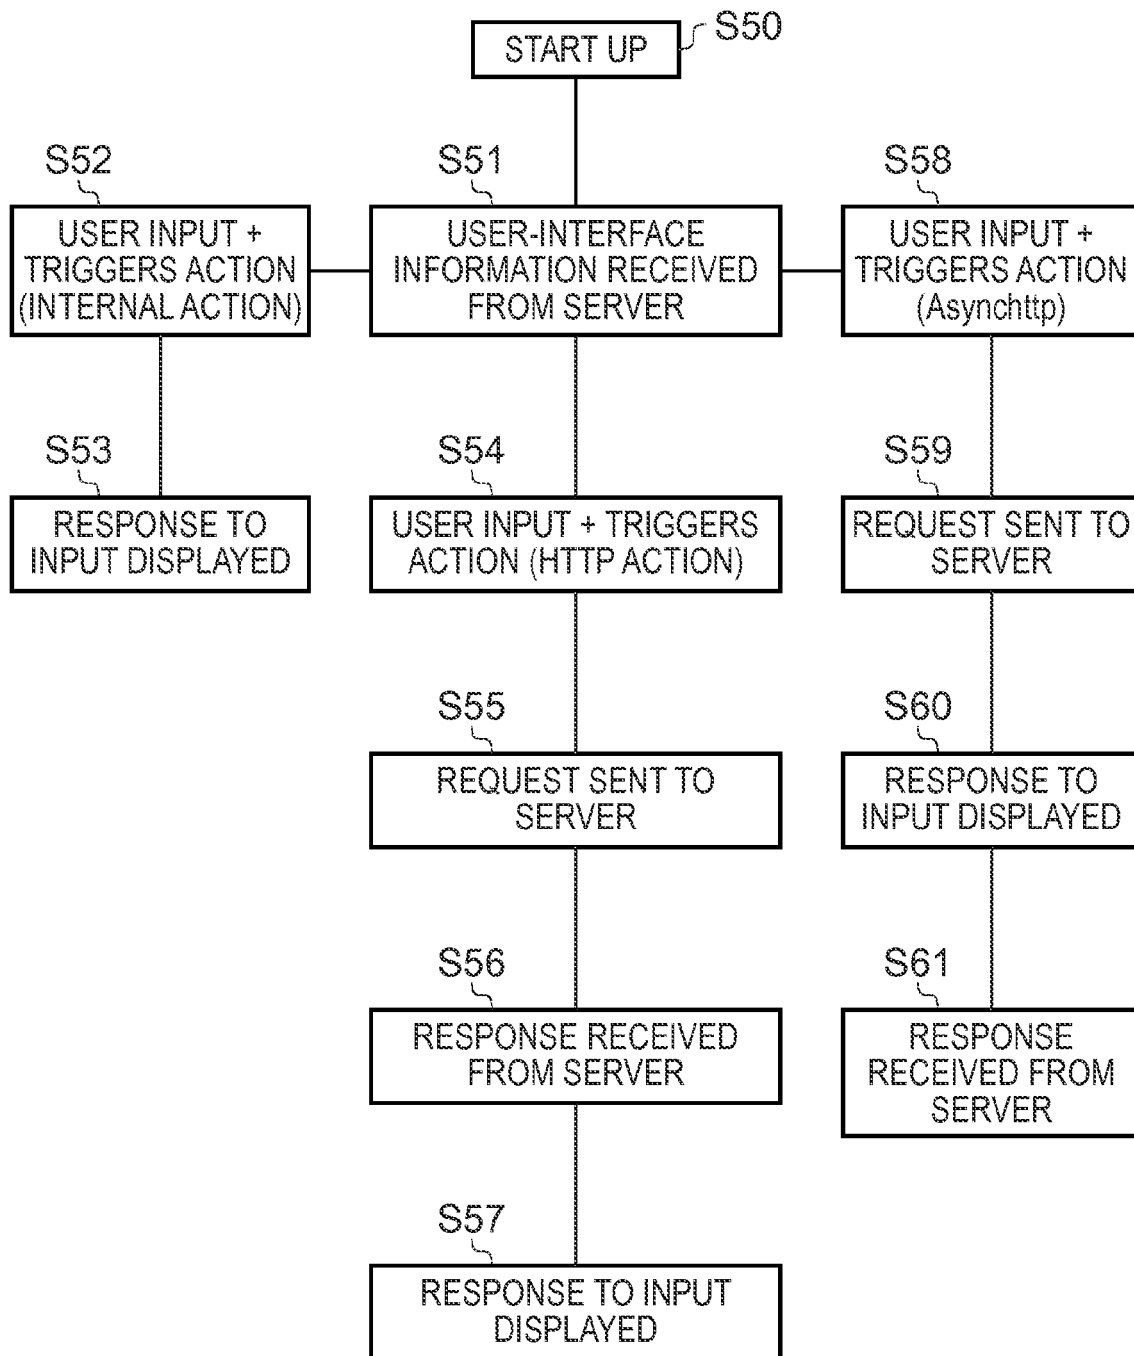 S50
START UP
S52
USER INPUT +
TRIGGERS ACTION
(INTERNAL ACTION)
S51
USER-INTERFACE
INFORMATION RECEIVED
FROM SERVER
S58
USER INPUT +
TRIGGERS ACTION
(Asynchttp)
S53
RESPONSE TO
INPUT DISPLAYED
S54
USER INPUT + TRIGGERS
ACTION (HTTP ACTION)
S59
REQUEST SENT TO
SERVER
S55
REQUEST SENT TO
SERVER
S60
RESPONSE TO
INPUT DISPLAYED
S56
RESPONSE RECEIVED
FROM SERVER
S61
RESPONSE
RECEIVED FROM
SERVER
S57
RESPONSE TO INPUT
DISPLAYED